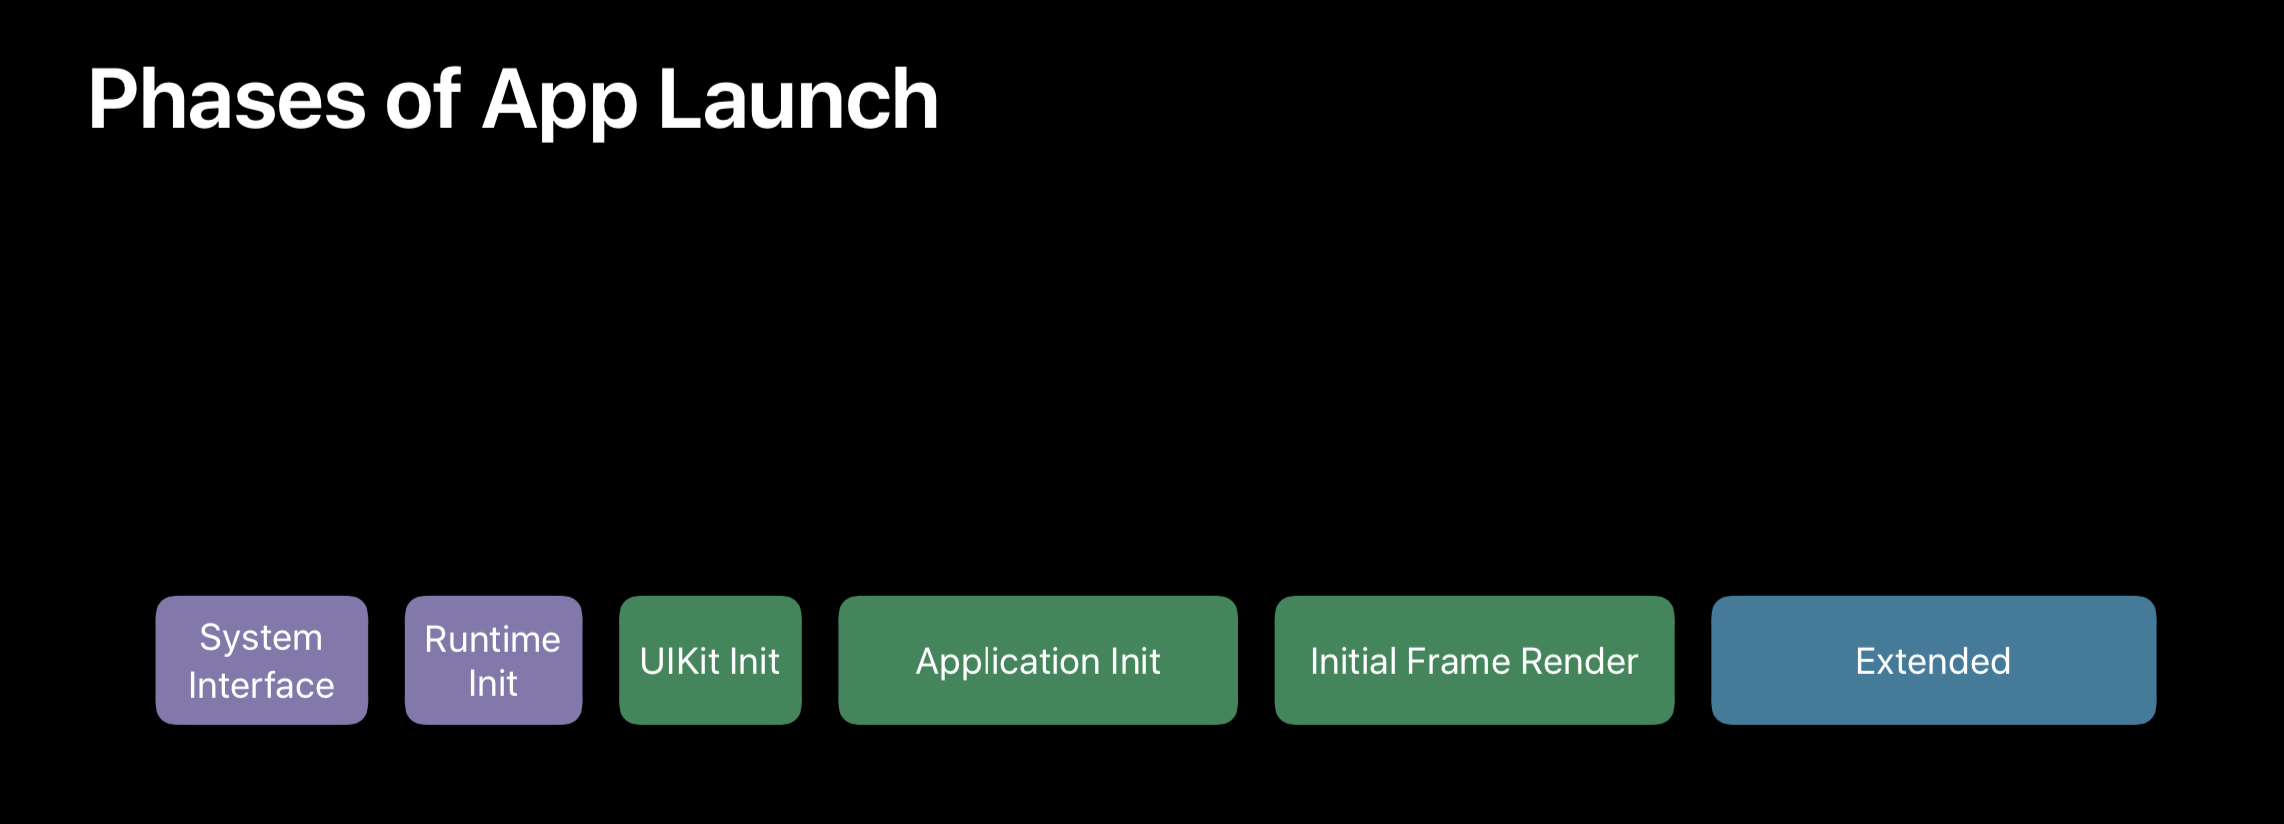 Phases of App Launch
System
Interface
Runtime
Init
UIKit Init
Application Init
Initial Frame Render
Extended